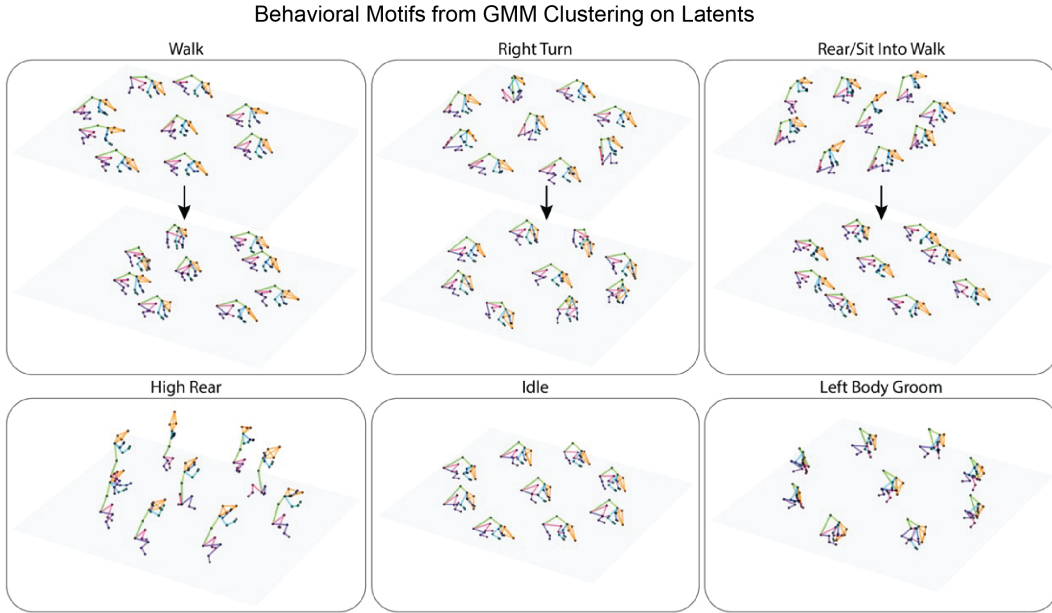 Behavioral Motifs from GMM Clustering on Latents
Walk
Right Turn
Rear/Sit Into Walk
High Rear
Idle
Left Body Groom